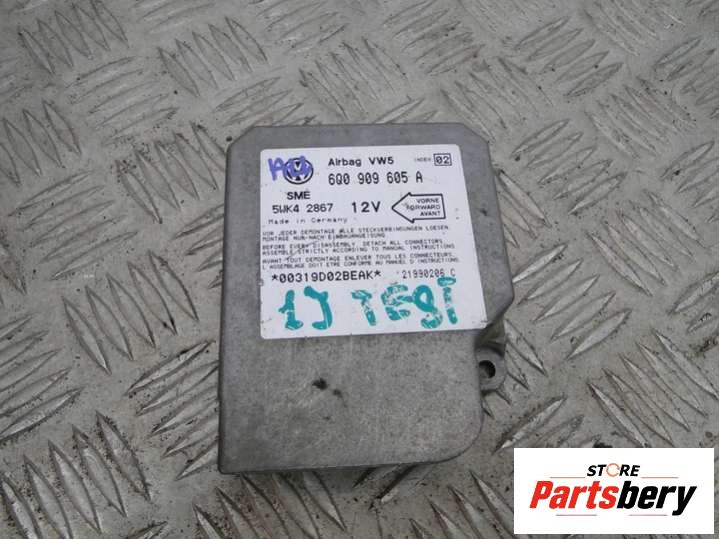 Airbag VW5 INDEX 02
6Q0 909 605 A
SME
5WK4 2867 12V
VORNE
FORWARD
AVANT
Made in Germany
VOR JEDER DEMONTAGE ALLE STECKVERBINDUNGEN LOESEN.
MONTAGE NUR NACH EINBAUANWEISUNG
BEFORE EVERY DISASSEMBLY, DETACH ALL CONNECTORS
ASSEMBLE STRICTLY ACCORDING TO MANUAL INSTRUCTIONS
AVANT TOUT DEMONTAGE ENLEVER TOUS LES CONNECTEURS.
L'ASSEMBLAGE DOIT ETRE CONFORME AU MANUEL D'INSTRUCTIONS
*00319D02BEAK* 21990206 C
STORE
Partsbery